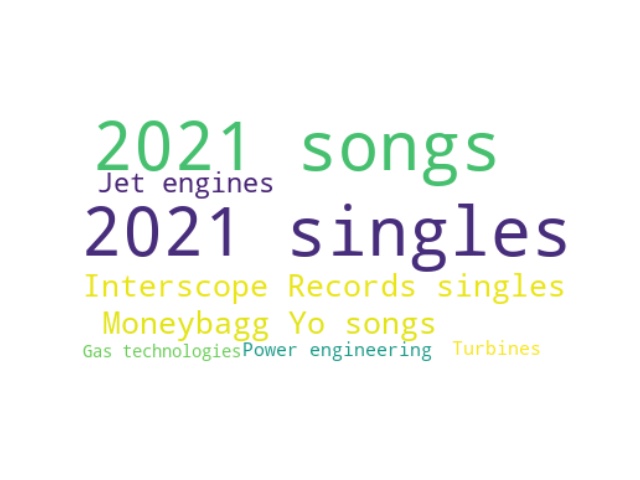 2021 songs
Jet engines
2021 singles
Interscope Records singles
Moneybagg Yo songs
Gas technologies Power engineering Turbines